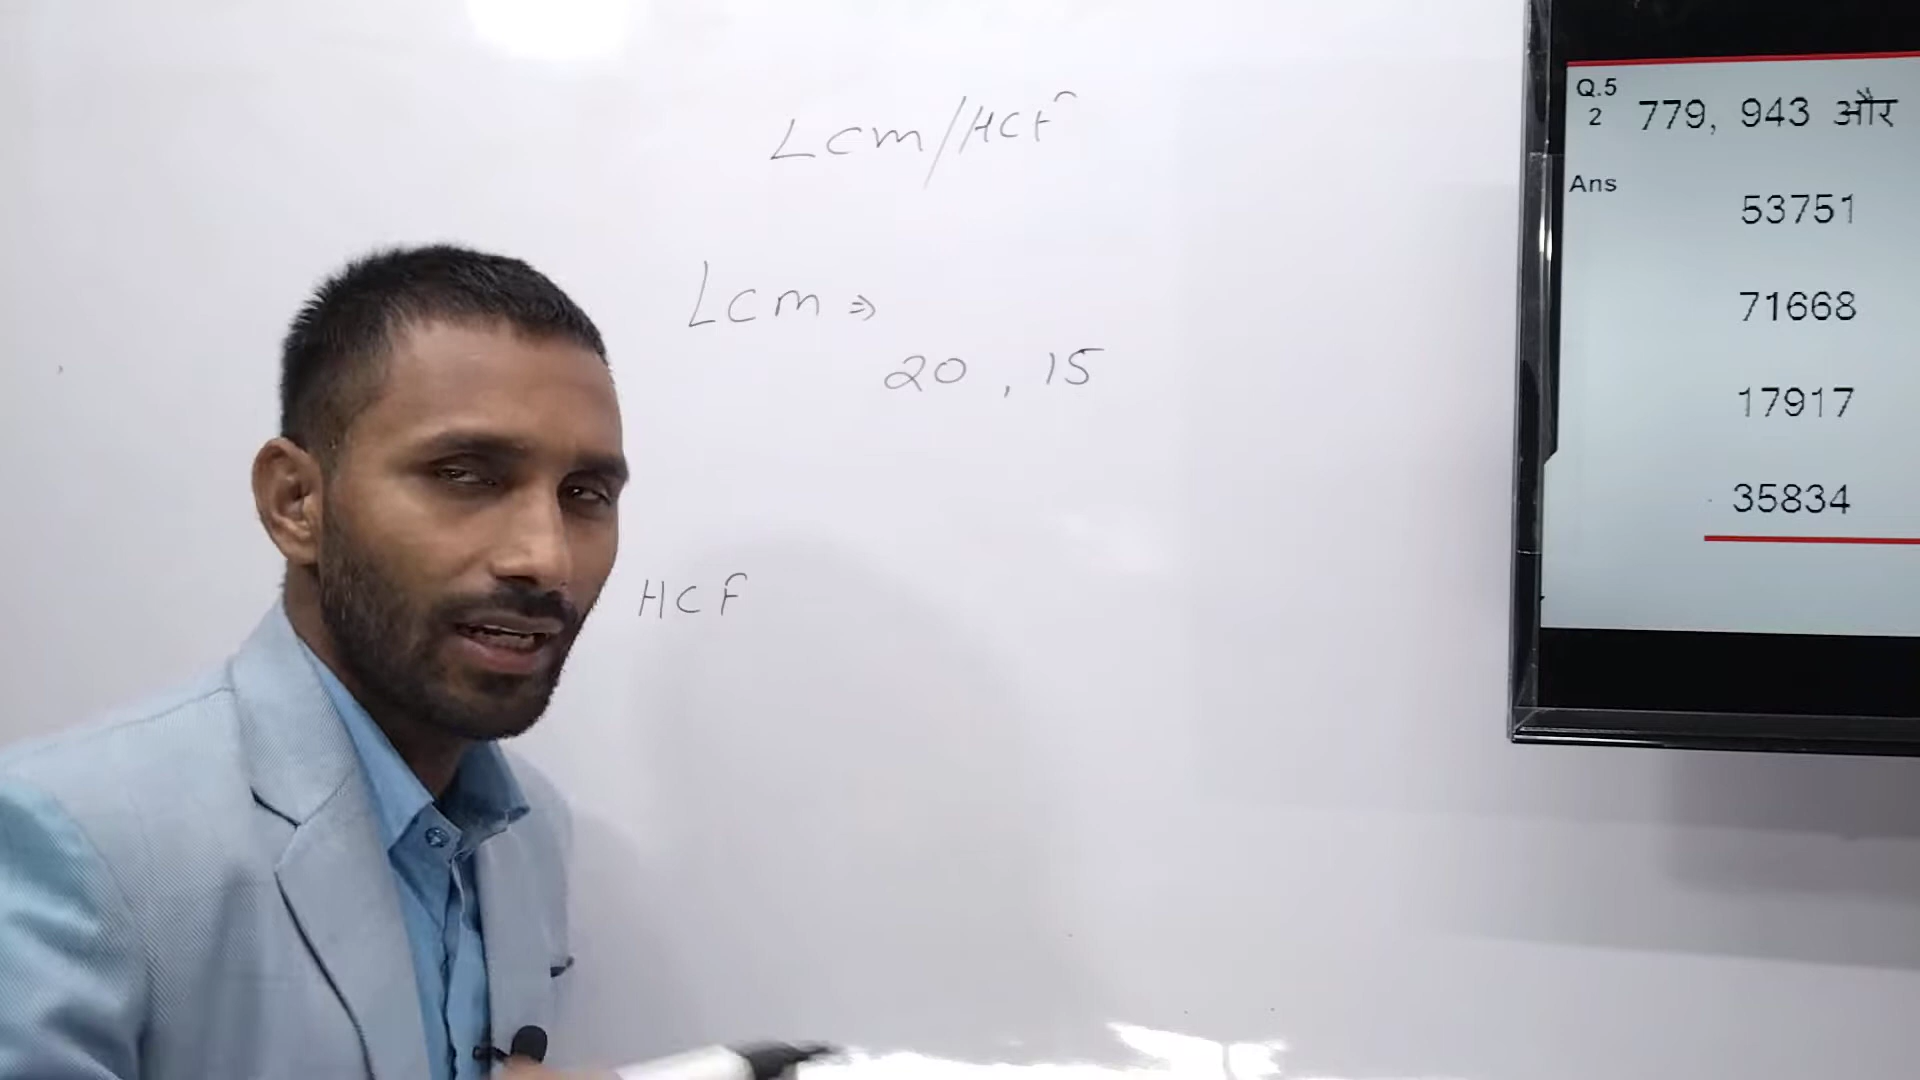 Lcm/HCF
Lcm ⇒
20, 15
HCF
Q.5
2
779, 943 और
Ans
53751
71668
17917
35834